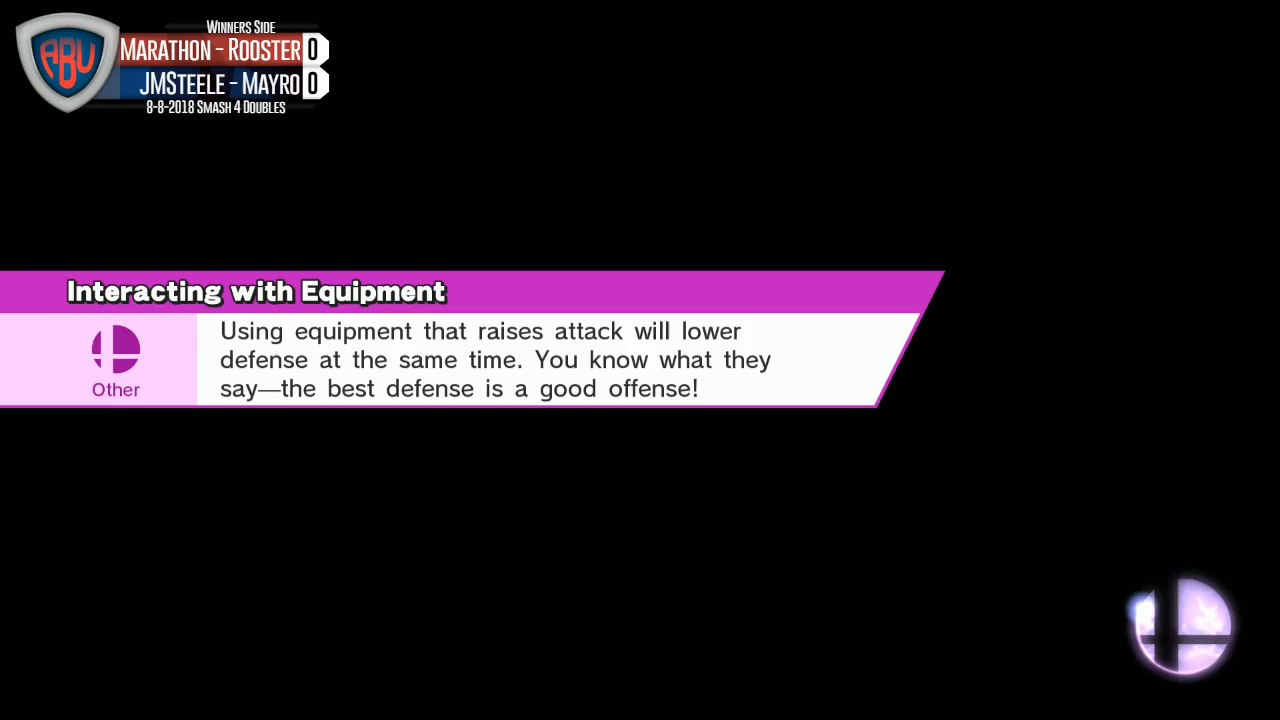 ABU
Winners Side
Marathon - Rooster 0
JMSteele - Mayro 0
8-8-2018 Smash 4 Doubles
Interacting with Equipment
Other
Using equipment that raises attack will lower
defense at the same time. You know what they
say—the best defense is a good offense!